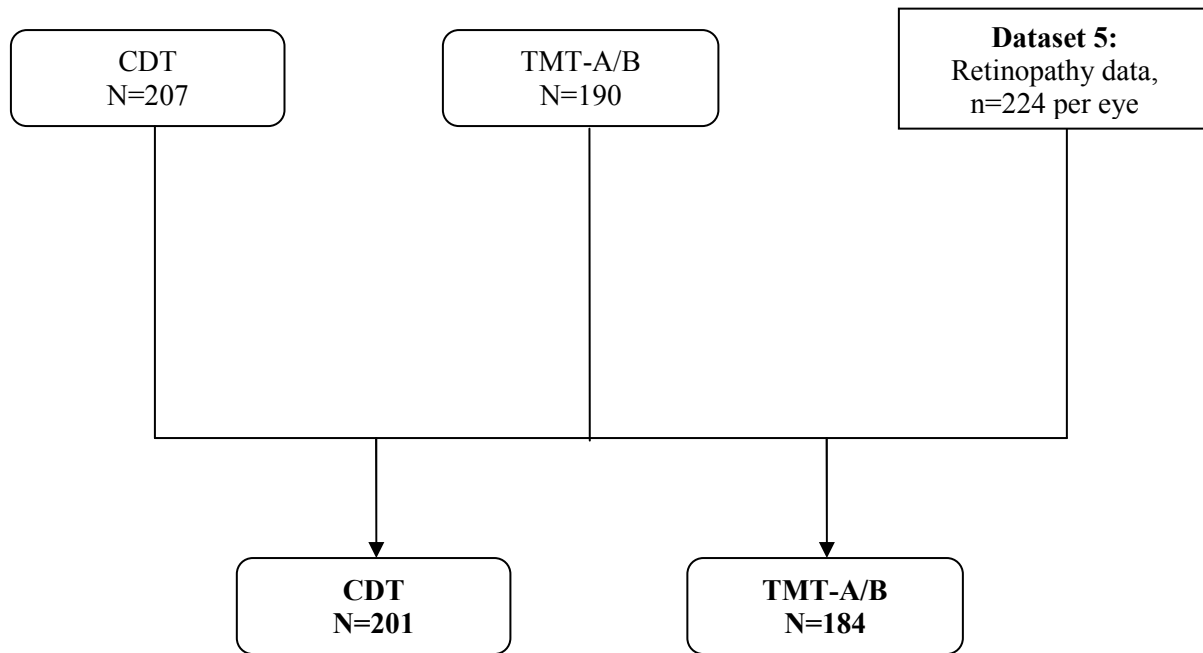 CDT
N=207
TMT-A/B
N=190
Dataset 5:
Retinopathy data,
n=224 per eye
CDT
N=201
TMT-A/B
N=184